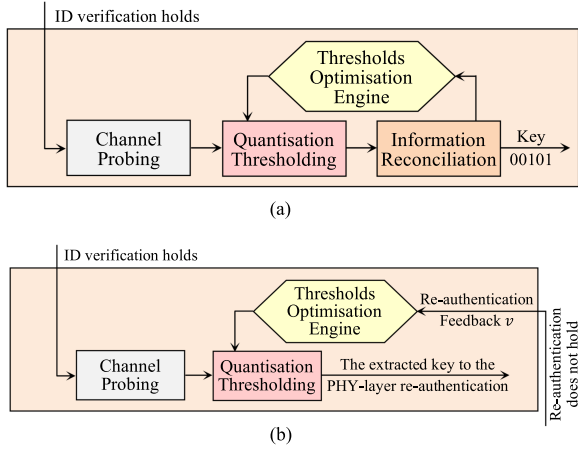 ID verification holds
Thresholds
Optimisation
Engine
Channel
Probing
Quantisation
Thresholding
Information
Reconciliation
Key
00101
(a)
ID verification holds
Thresholds
Optimisation
Engine
Re-authentication
Feedback v
Channel
Probing
Quantisation
Thresholding
The extracted key to the
PHY-layer re-authentication
Re-authentication
does not hold
(b)